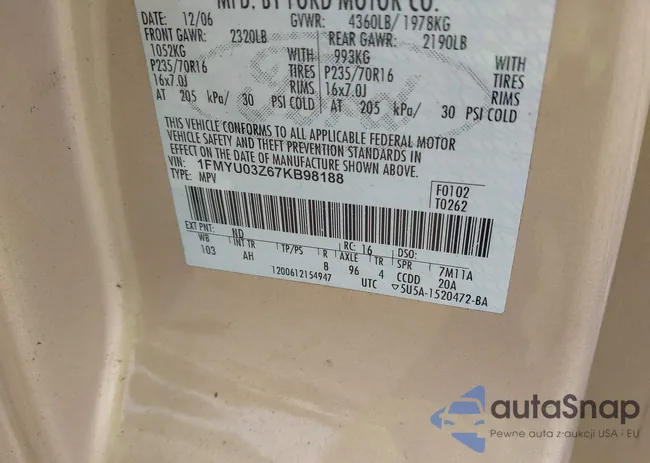 MFD. BY FORD MOTOR CO.
DATE: 12/06 GVWR: 4360LB/ 1978KG
FRONT GAWR: 2320LB REAR GAWR: 2190LB
1052KG WITH 993KG WITH
P235/70R16 TIRES P235/70R16 TIRES
16x7.0J RIMS 16x7.0J RIMS
AT 205 kPa/ 30 PSI COLD AT 205 kPa/ 30 PSI COLD
THIS VEHICLE CONFORMS TO ALL APPLICABLE FEDERAL MOTOR
VEHICLE SAFETY AND THEFT PREVENTION STANDARDS IN
EFFECT ON THE DATE OF MANUFACTURE SHOWN ABOVE.
VIN: 1FMYU03Z67KB98188
TYPE: MPV
F0102
T0262
EXT PNT: ND RC: 16 DSO:
WB INT TR TP/PS R AXLE TR SPR 7M11A
103 AH 8 96 4 CCDD 20A
1200612154947 UTC ▽5U5A-1520472-BA
Ford
autaSnap
Pewne auta z aukcji USA i EU